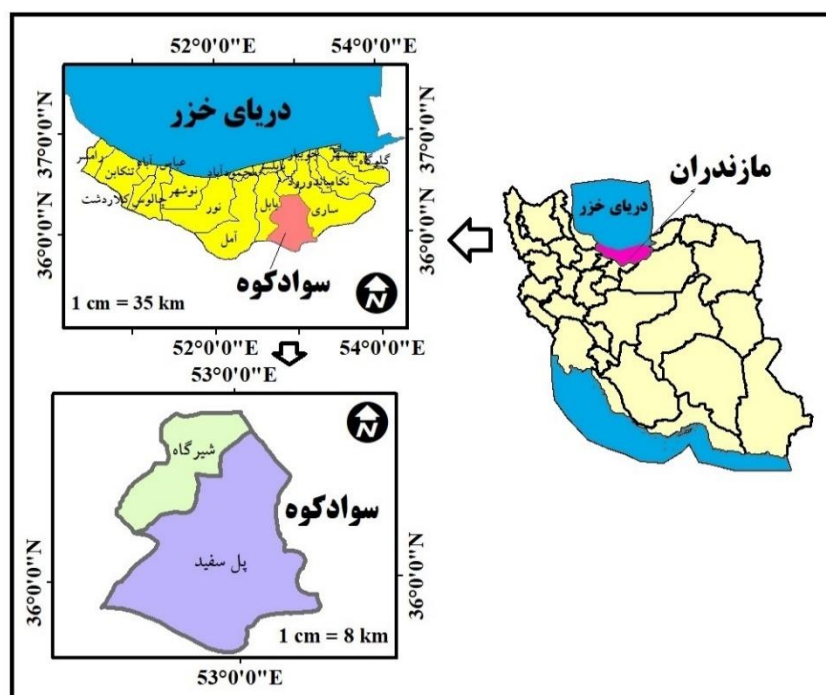 52°0'0"E
54°0'0"E
37°0'0"N
36°0'0"N
دریای خزر
رامسر
تنکابن
عباس آباد
چالوس
کلاردشت
نوشهر
نور
محمودآباد
آمل
بابل
ساری
گلوگاه
نکا
میاندورود
سوادکوه
1 cm = 35 km
N
37°0'0"N
36°0'0"N
52°0'0"E
54°0'0"E
مازندران
دریای خزر
53°0'0"E
شیرگاه
سوادکوه
پل سفید
36°0'0"N
36°0'0"N
1 cm = 8 km
N
53°0'0"E